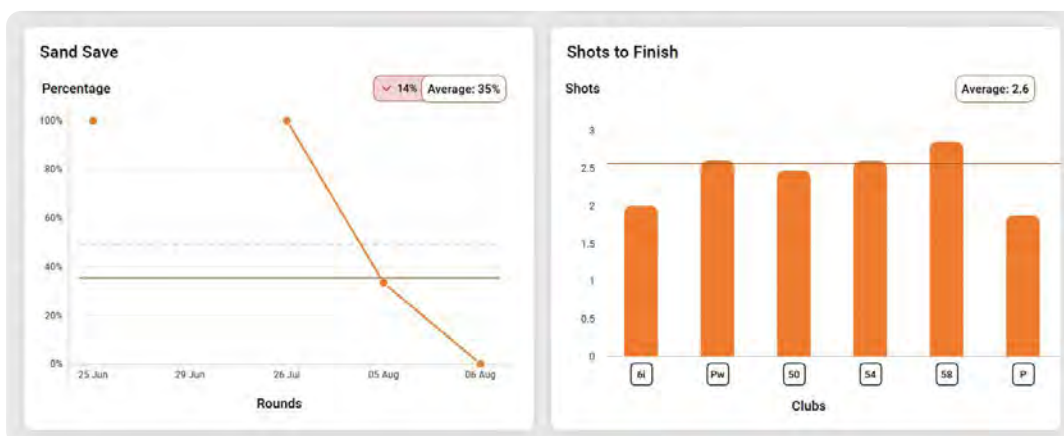 Sand Save
Percentage
14%
Average: 35%
100%
80%
60%
40%
20%
0%
25 Jun
29 Jun
26 Jul
05 Aug
06 Aug
Rounds
Shots to Finish
Shots
Average: 2.6
3
2.5
2
1.5
1
0.5
0
6i
Pw
50
54
58
P
Clubs